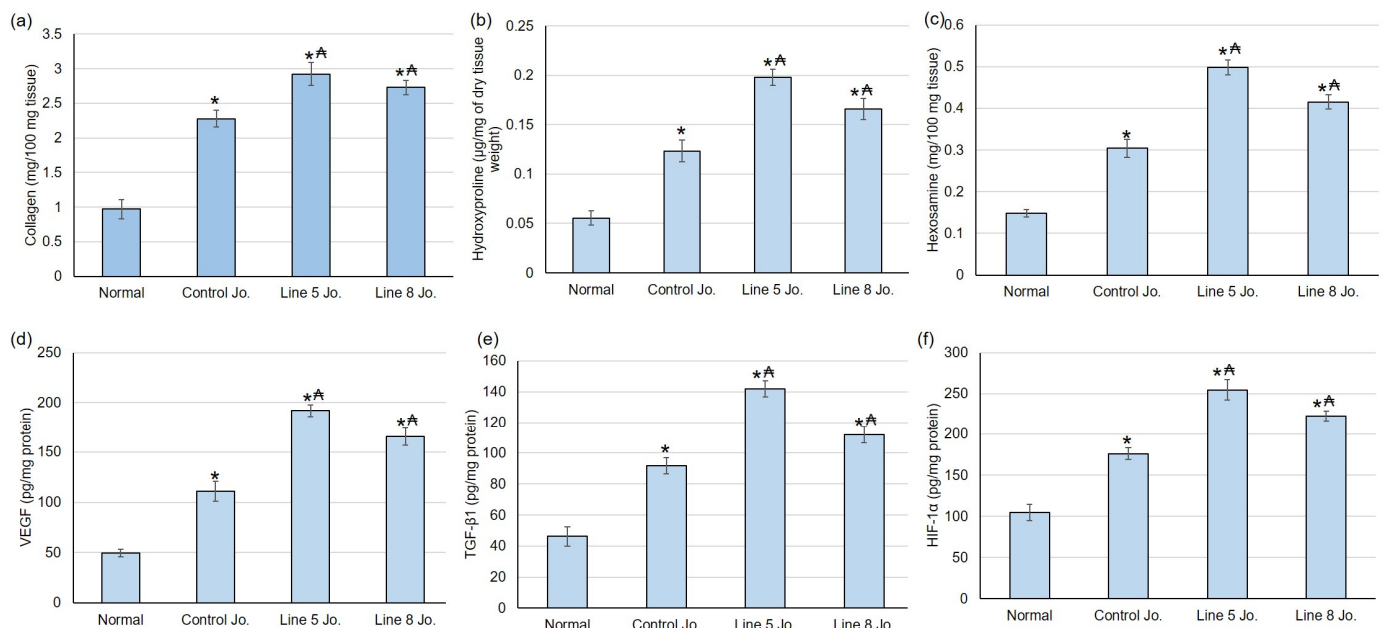 (a)
Collagen (mg/100 mg tissue)
3.5
3
2.5
2
1.5
1
0.5
0
*
*₳
*₳
Normal
Control Jo.
Line 5 Jo.
Line 8 Jo.
(b)
Hydroxyproline (µg/mg of dry tissue
weight)
0.25
0.2
0.15
0.1
0.05
0
*
*₳
*₳
Normal
Control Jo.
Line 5 Jo.
Line 8 Jo.
(c)
Hexosamine (mg/100 mg tissue)
0.6
0.5
0.4
0.3
0.2
0.1
0
*
*₳
*₳
Normal
Control Jo.
Line 5 Jo.
Line 8 Jo.
(d)
VEGF (pg/mg protein)
250
200
150
100
50
0
*
*₳
*₳
Normal
Control Jo.
Line 5 Jo.
Line 8 Jo.
(e)
TGF-β1 (pg/mg protein)
160
140
120
100
80
60
40
20
0
*
*₳
*₳
Normal
Control Jo.
Line 5 Jo.
Line 8 Jo.
(f)
HIF-1α (pg/mg protein)
300
250
200
150
100
50
0
*
*₳
*₳
Normal
Control Jo.
Line 5 Jo.
Line 8 Jo.